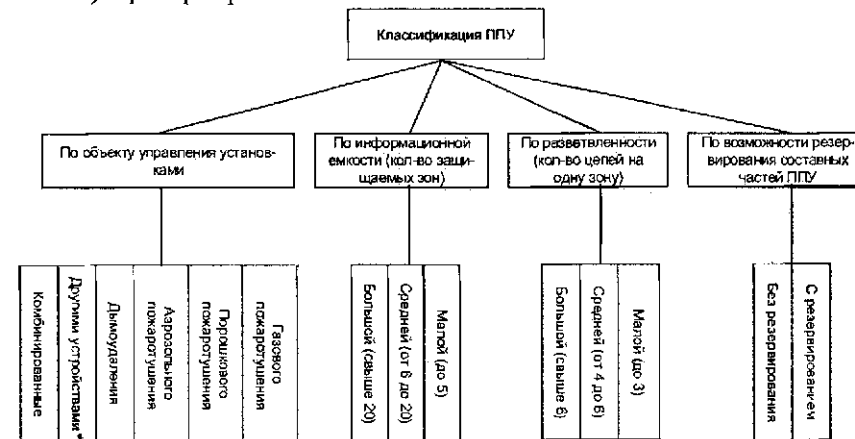 Классификация ППУ
По объекту управления установ-
ками
По информационной
емкости (кол-во защи-
щаемых зон)
По разветвленности
(кол-во цепей на
одну зону)
По возможности резер-
вирования составных
частей ППУ
Комбинированные
Другими устройствами*
Дымоудаления
Аэрозольного
пожаротушения
Порошкового
пожаротушения
Газового
пожаротушения
Большой (свыше 20)
Средней (от 6 до 20)
Малой (до 5)
Большой (свыше 6)
Средней (от 4 до 6)
Малой (до 3)
Без резервирования
С резервированием